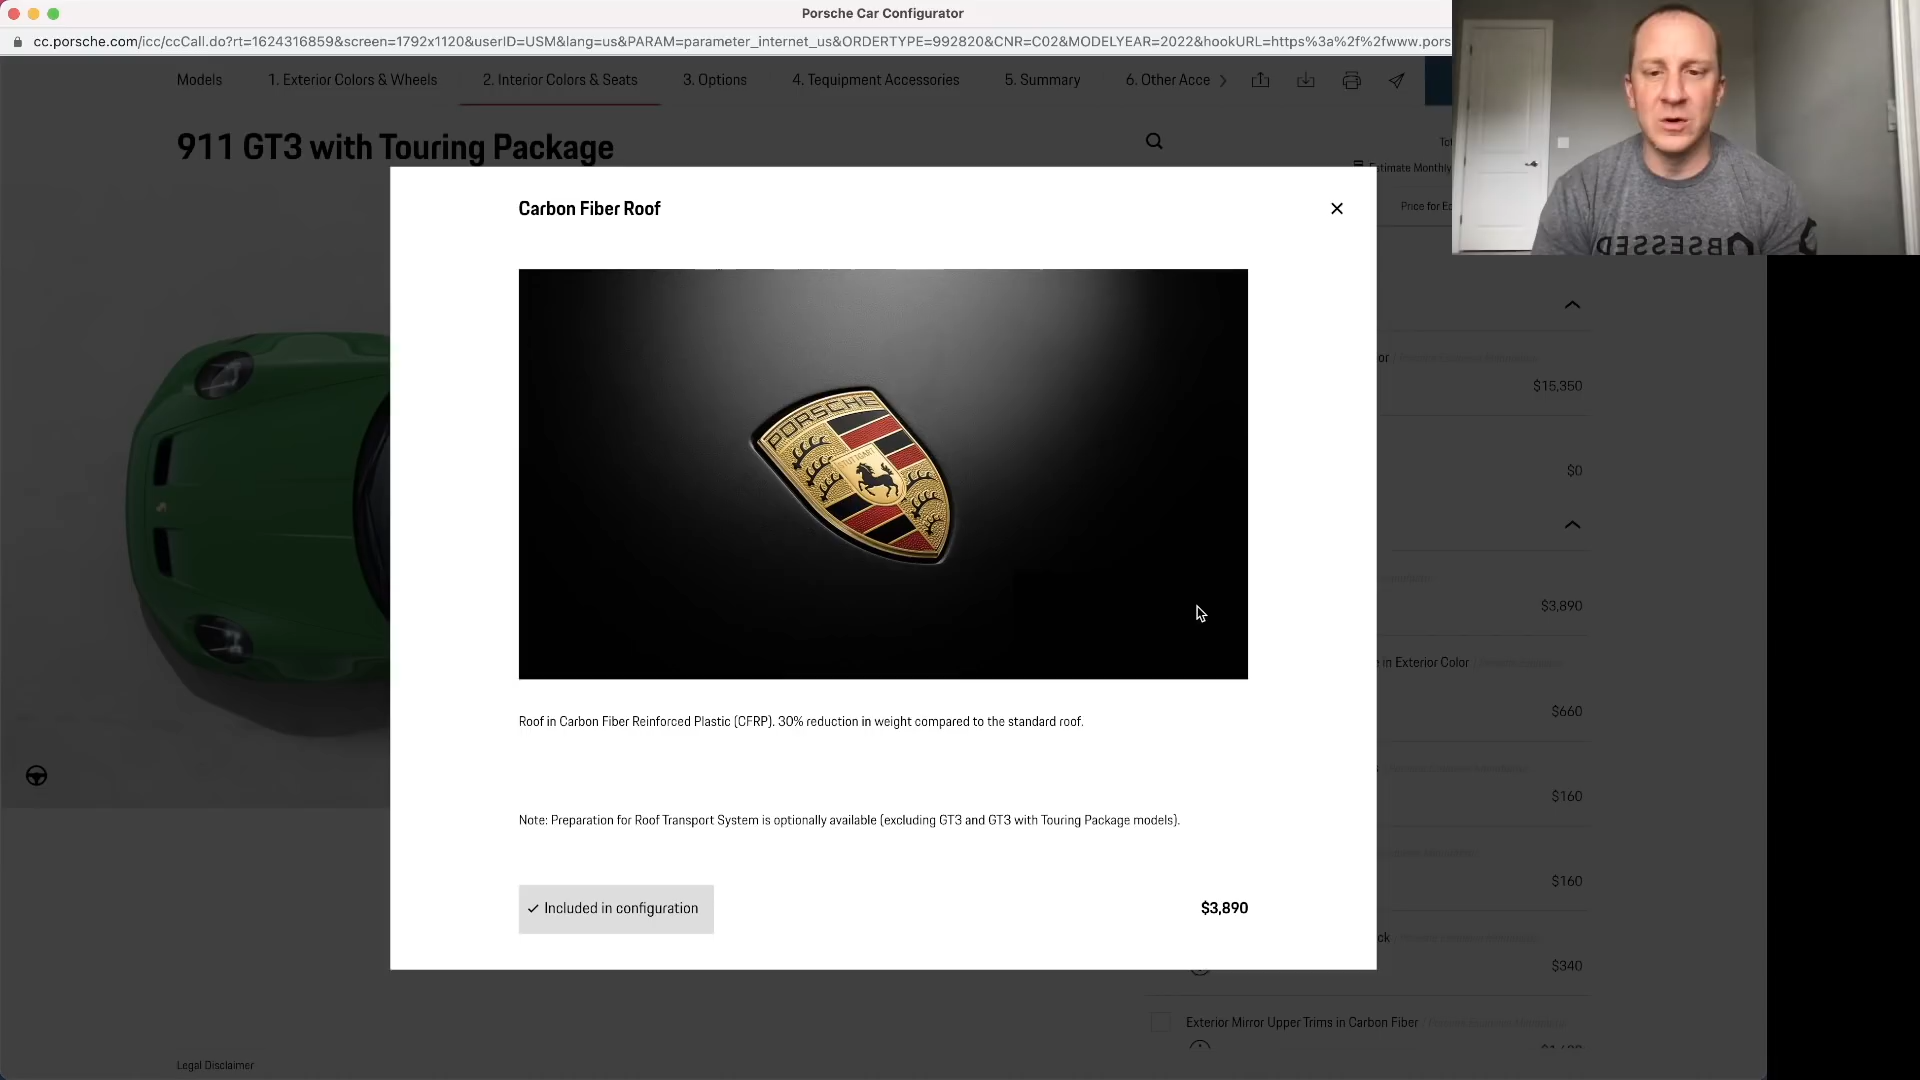 Porsche Car Configurator
cc.porsche.com/icc/ccCall.do?rt=1624316859&screen=1792x1120&userID=USM&lang=us&PARAM=parameter_internet_us&ORDERTYPE=992820&CNR=C02&MODELYEAR=2022&hookURL=https%3a%2f%2fwww.pors
Models 1. Exterior Colors & Wheels 2. Interior Colors & Seats 3. Options 4. Tequipment Accessories 5. Summary 6. Other Acce
911 GT3 with Touring Package
Estimate Monthly
Price for
OBSESSED
Carbon Fiber Roof
PORSCHE
STUTTGART
$15,350
$0
$3,890
in Exterior Color
$660
$160
$160
$340
Exterior Mirror Upper Trims in Carbon Fiber
Roof in Carbon Fiber Reinforced Plastic (CFRP). 30% reduction in weight compared to the standard roof.
Note: Preparation for Roof Transport System is optionally available (excluding GT3 and GT3 with Touring Package models).
✓ Included in configuration $3,890
Legal Disclaimer